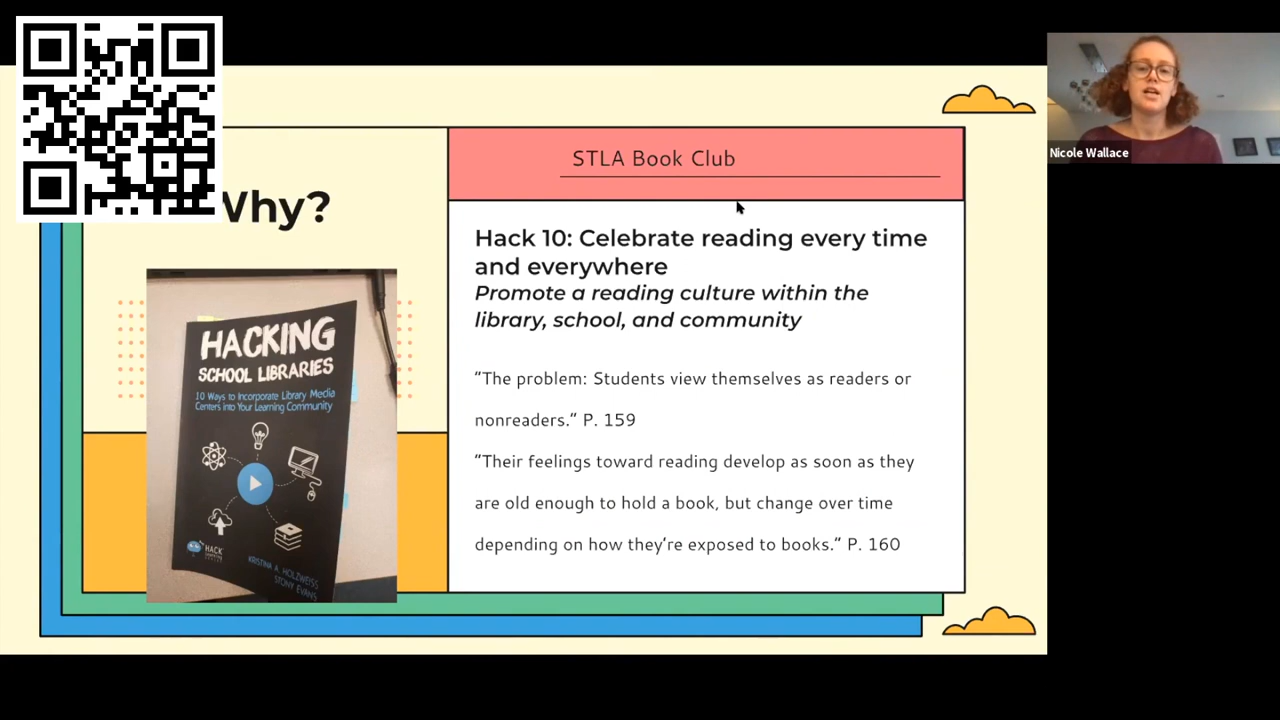 Why?
HACKING
SCHOOL LIBRARIES
10 Ways to Incorporate Library Media
Centers into Your Learning Community
HACK
KRISTINA A. HOLZWEISS
STONY EVANS
STLA Book Club
Hack 10: Celebrate reading every time
and everywhere
Promote a reading culture within the
library, school, and community
“The problem: Students view themselves as readers or
nonreaders.” P. 159
“Their feelings toward reading develop as soon as they
are old enough to hold a book, but change over time
depending on how they’re exposed to books.” P. 160
Nicole Wallace